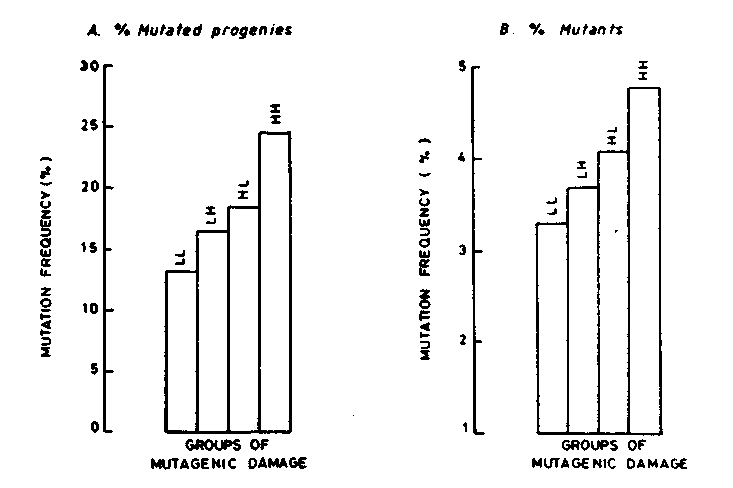 A. % Mutated progenies
30
25
20
15
10
5
0
MUTATION FREQUENCY (%)
LL
LH
HL
HH
GROUPS OF
MUTAGENIC DAMAGE
B. % Mutants
5
4
3
2
1
MUTATION FREQUENCY ( %)
LL
LH
HL
HH
GROUPS OF
MUTAGENIC DAMAGE